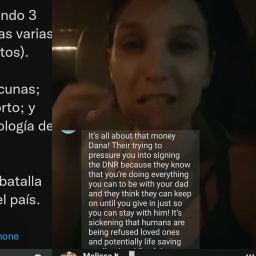 ndo 3
as varias
tos).
cunas;
rto; y
ología de
batalla
el país.
none
It's all about that money
Dana! Their trying to
pressure you into signing
the DNR because they know
that you're doing everything
you can to be with your dad
and they think they can keep
on until you give in just so
you can stay with him! It's
sickening that humans are
being refused loved ones
and potentially life saving
Melissa K